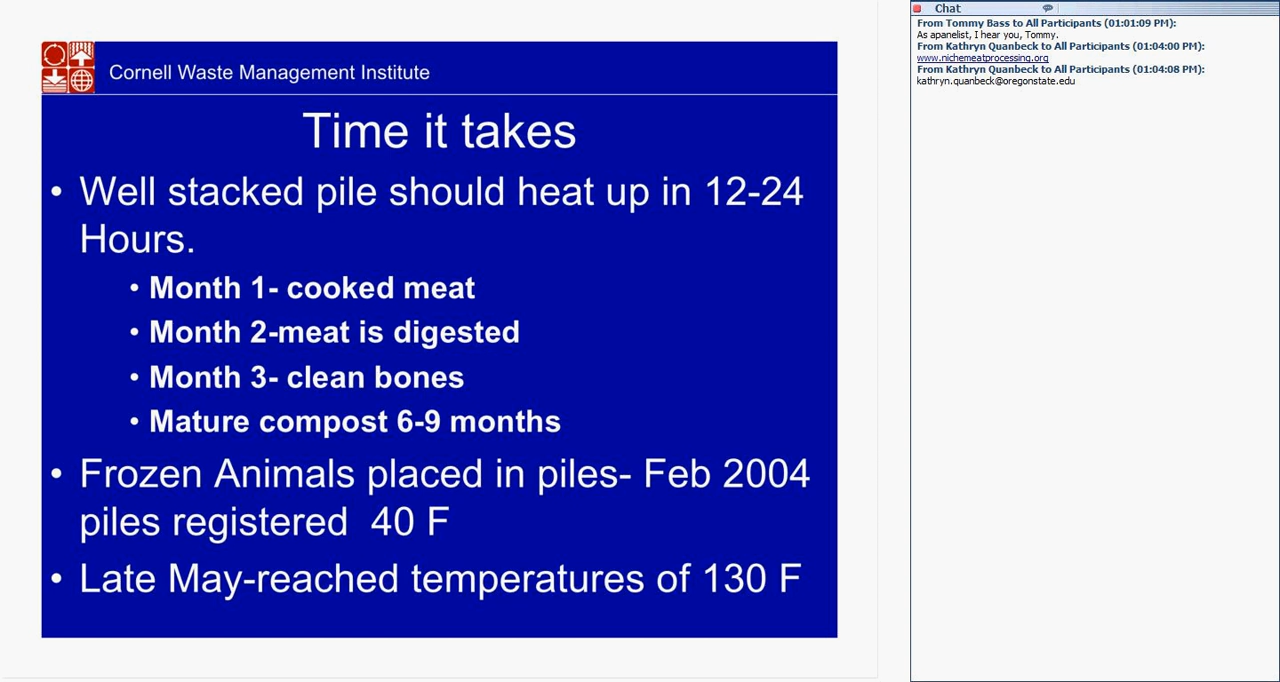 Cornell Waste Management Institute
Time it takes
• Well stacked pile should heat up in 12-24
Hours.
• Month 1- cooked meat
• Month 2-meat is digested
• Month 3- clean bones
• Mature compost 6-9 months
• Frozen Animals placed in piles- Feb 2004
piles registered 40 F
• Late May-reached temperatures of 130 F
Chat
From Tommy Bass to All Participants (01:01:09 PM):
As apanelist, I hear you, Tommy.
From Kathryn Quanbeck to All Participants (01:04:00 PM):
www.nichemeatprocessing.org
From Kathryn Quanbeck to All Participants (01:04:08 PM):
kathryn.quanbeck@oregonstate.edu